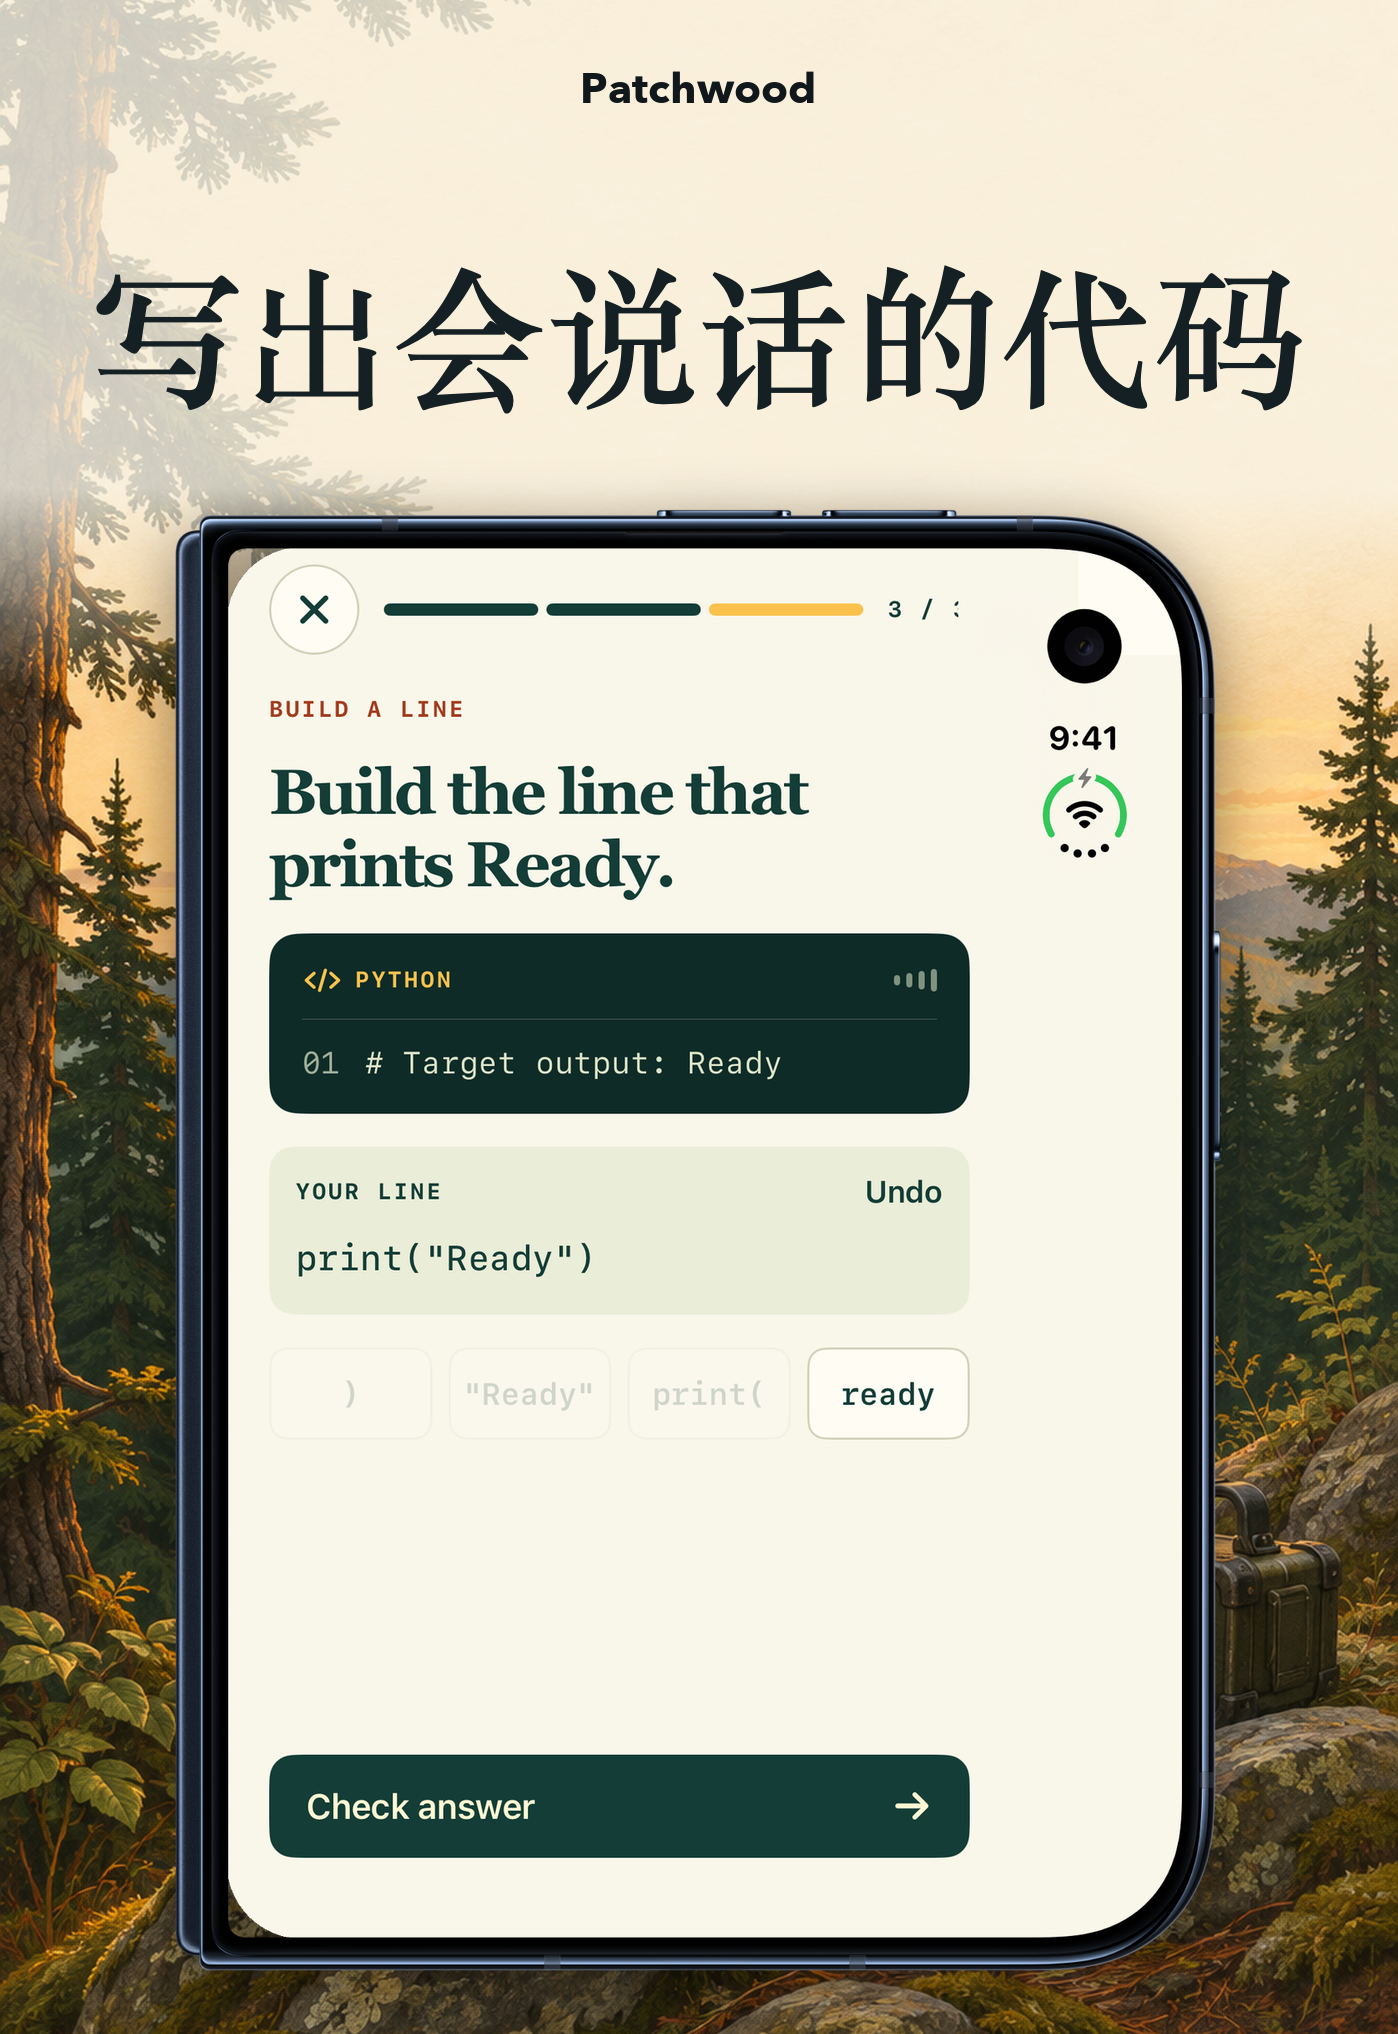 Patchwood
写出会说话的代码
3 / 
BUILD A LINE
9:41
Build the line that
prints Ready.
</> PYTHON
01 # Target output: Ready
YOUR LINE
Undo
print("Ready")
)
"Ready"
print(
ready
Check answer